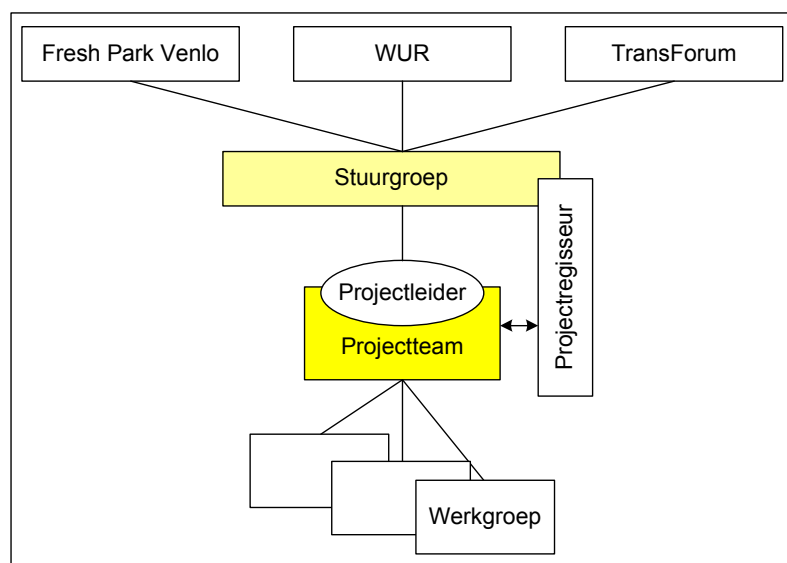 Fresh Park Venlo
WUR
TransForum
Stuurgroep
Projectregisseur
Projectleider
Projectteam
Werkgroep